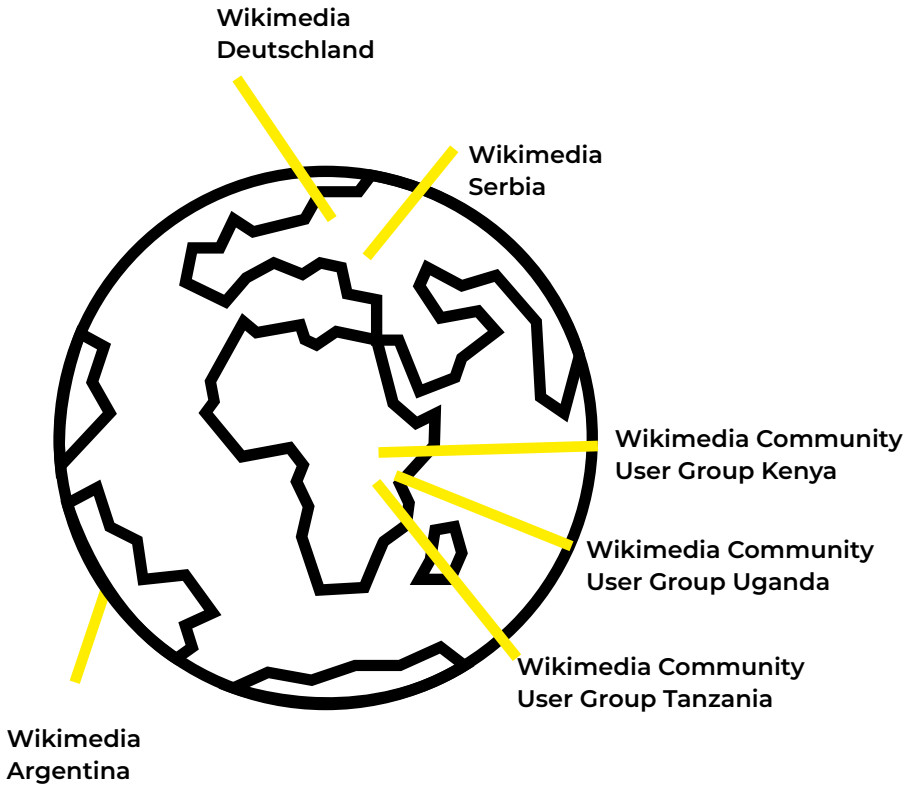 Wikimedia
Deutschland
Wikimedia
Serbia
Wikimedia Community
User Group Kenya
Wikimedia Community
User Group Uganda
Wikimedia Community
User Group Tanzania
Wikimedia
Argentina